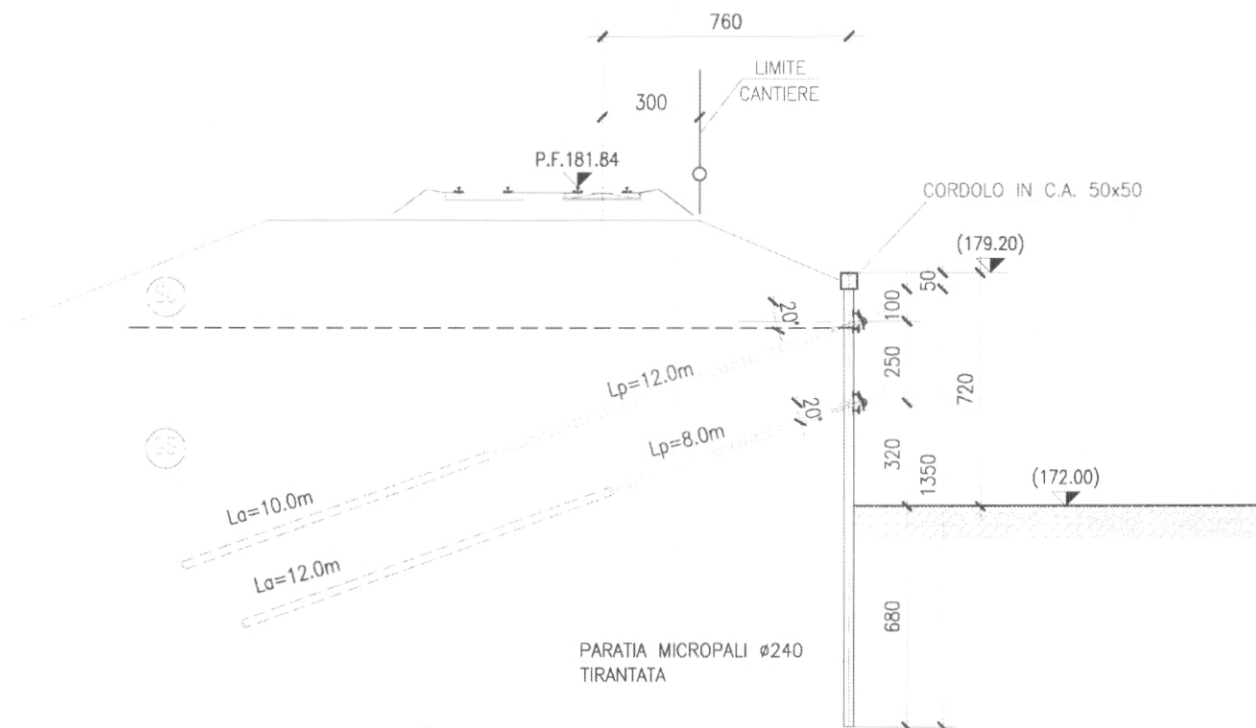 760
LIMITE
CANTIERE
300
P.F.181.84
CORDOLO IN C.A. 50x50
(179.20)
50
100
20°
250
720
Lp=12.0m
20°
Lp=8.0m
320
1350
(172.00)
La=10.0m
La=12.0m
680
PARATIA MICROPALI ø240
TIRANTATA